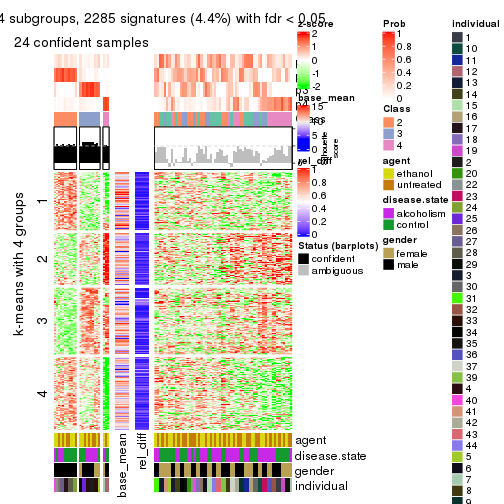 4 subgroups, 2285 signatures (4.4%) with fdr < 0.05
24 confident samples
z-score
2
1
0
-1
-2
base_mean
15
10
5
0
rel_diff
1
0.8
0.6
0.4
0.2
0
Status (barplots)
confident
ambiguous
Prob
1
0.8
0.6
0.4
0.2
0
Class
2
3
4
agent
ethanol
untreated
disease.state
alcoholism
control
gender
female
male
individual
1
10
11
12
13
14
15
16
17
18
19
2
20
22
23
24
25
26
27
28
29
3
30
31
32
33
34
35
36
37
39
4
40
41
42
43
44
5
6
7
8
9
p4
score
k-means with 4 groups
1
2
3
4
base_mean
rel_diff
agent
disease.state
gender
individual